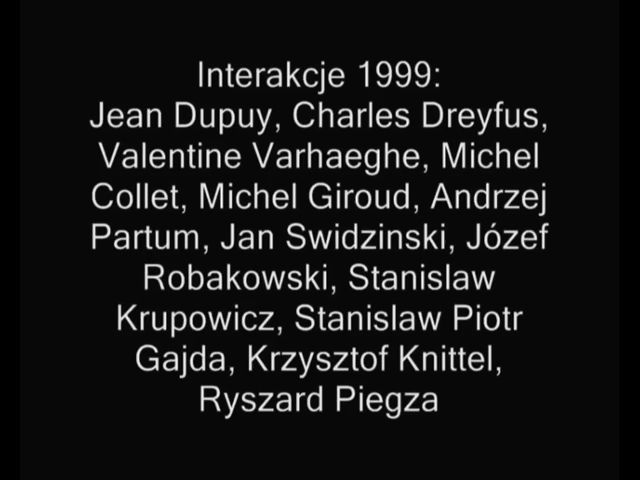 Interakcje 1999:
Jean Dupuy, Charles Dreyfus,
Valentine Varhaeghe, Michel
Collet, Michel Giroud, Andrzej
Partum, Jan Swidzinski, Józef
Robakowski, Stanislaw
Krupowicz, Stanislaw Piotr
Gajda, Krzysztof Knittel,
Ryszard Piegza